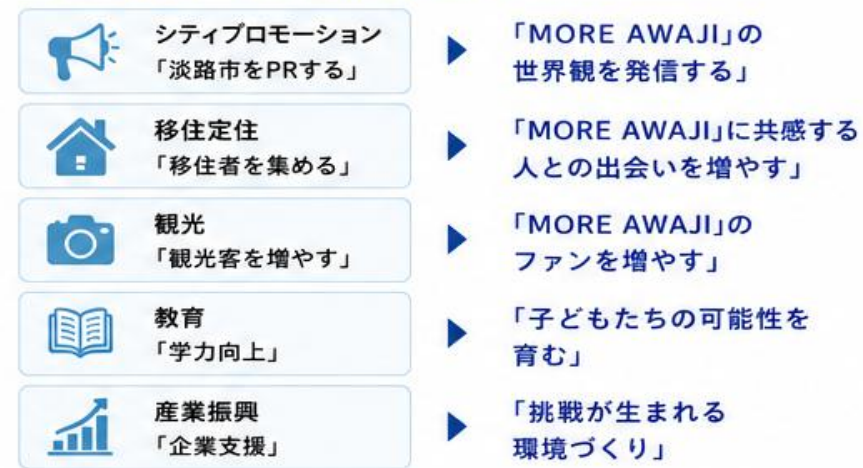 シティプロモーション
「淡路市をPRする」
「MORE AWAJI」の
世界観を発信する」
移住定住
「移住者を集める」
「MORE AWAJI」に共感する
人との出会いを増やす」
観光
「観光客を増やす」
「MORE AWAJI」の
ファンを増やす」
教育
「学力向上」
「子どもたちの可能性を
育む」
産業振興
「企業支援」
「挑戦が生まれる
環境づくり」